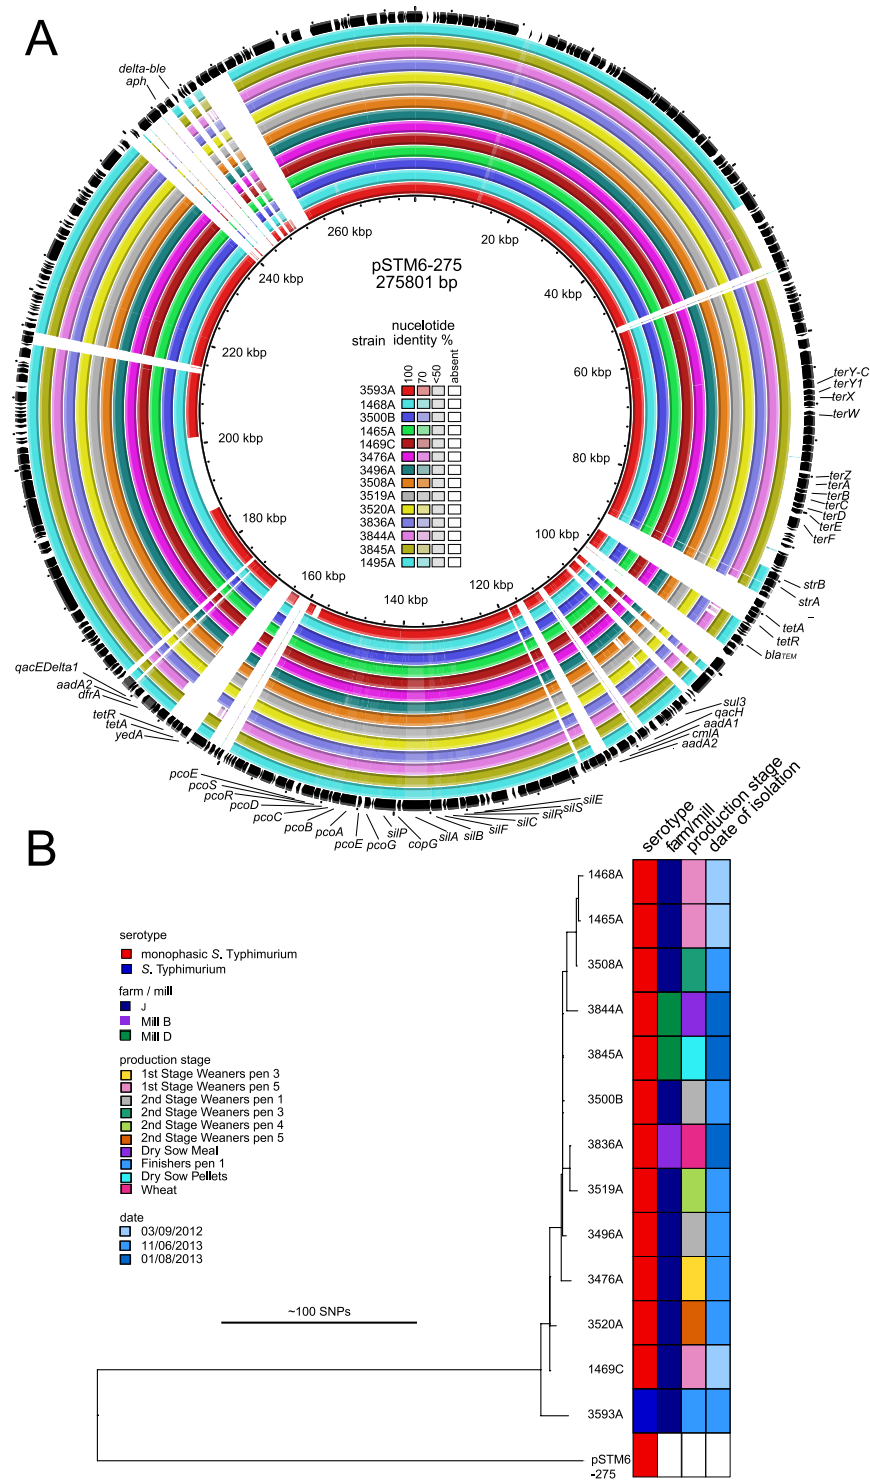 A
delta-ble
aph
260 kbp
20 kbp
240 kbp
40 kbp
pSTM6-275
275801 bp
220 kbp
60 kbp
200 kbp
80 kbp
180 kbp
100 kbp
160 kbp
120 kbp
140 kbp
nucelotide
strain identity %
100 70 <50 absent
3593A
1468A
3500B
1465A
1469C
3476A
3496A
3508A
3519A
3520A
3836A
3844A
3845A
1495A
terY-C
terY1
terX
terW
terZ
terA
terB
terC
terD
terE
terF
strB
strA
tetA
tetR
blaTEM
sul3
qacH
aadA1
cmlA
aadA2
qacEDelta1
aadA2
dfrA
tetR
tetA
yedA
pcoE
pcoS
pcoR
pcoD
pcoC
pcoB
pcoA
pcoE
pcoG
silP
copG
silA
silB
silF
silC
silR
silS
silE
B
serotype
farm/mill
production stage
date of isolation
serotype
monophasic S. Typhimurium
S. Typhimurium
farm / mill
J
Mill B
Mill D
production stage
1st Stage Weaners pen 3
1st Stage Weaners pen 5
2nd Stage Weaners pen 1
2nd Stage Weaners pen 3
2nd Stage Weaners pen 4
2nd Stage Weaners pen 5
Dry Sow Meal
Finishers pen 1
Dry Sow Pellets
Wheat
date
03/09/2012
11/06/2013
01/08/2013
~100 SNPs
1468A
1465A
3508A
3844A
3845A
3500B
3836A
3519A
3496A
3476A
3520A
1469C
3593A
pSTM6
-275